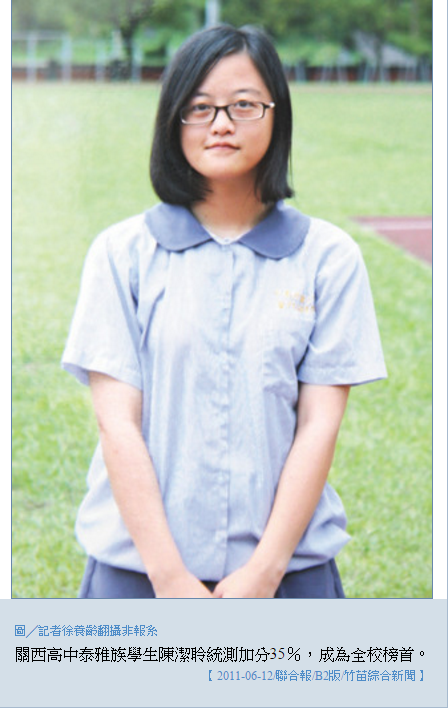 圖／記者徐養齡翻攝非報系
關西高中泰雅族學生陳潔聆統測加分35％，成為全校榜首。
【 2011-06-12/聯合報/B2版/竹苗綜合新聞 】